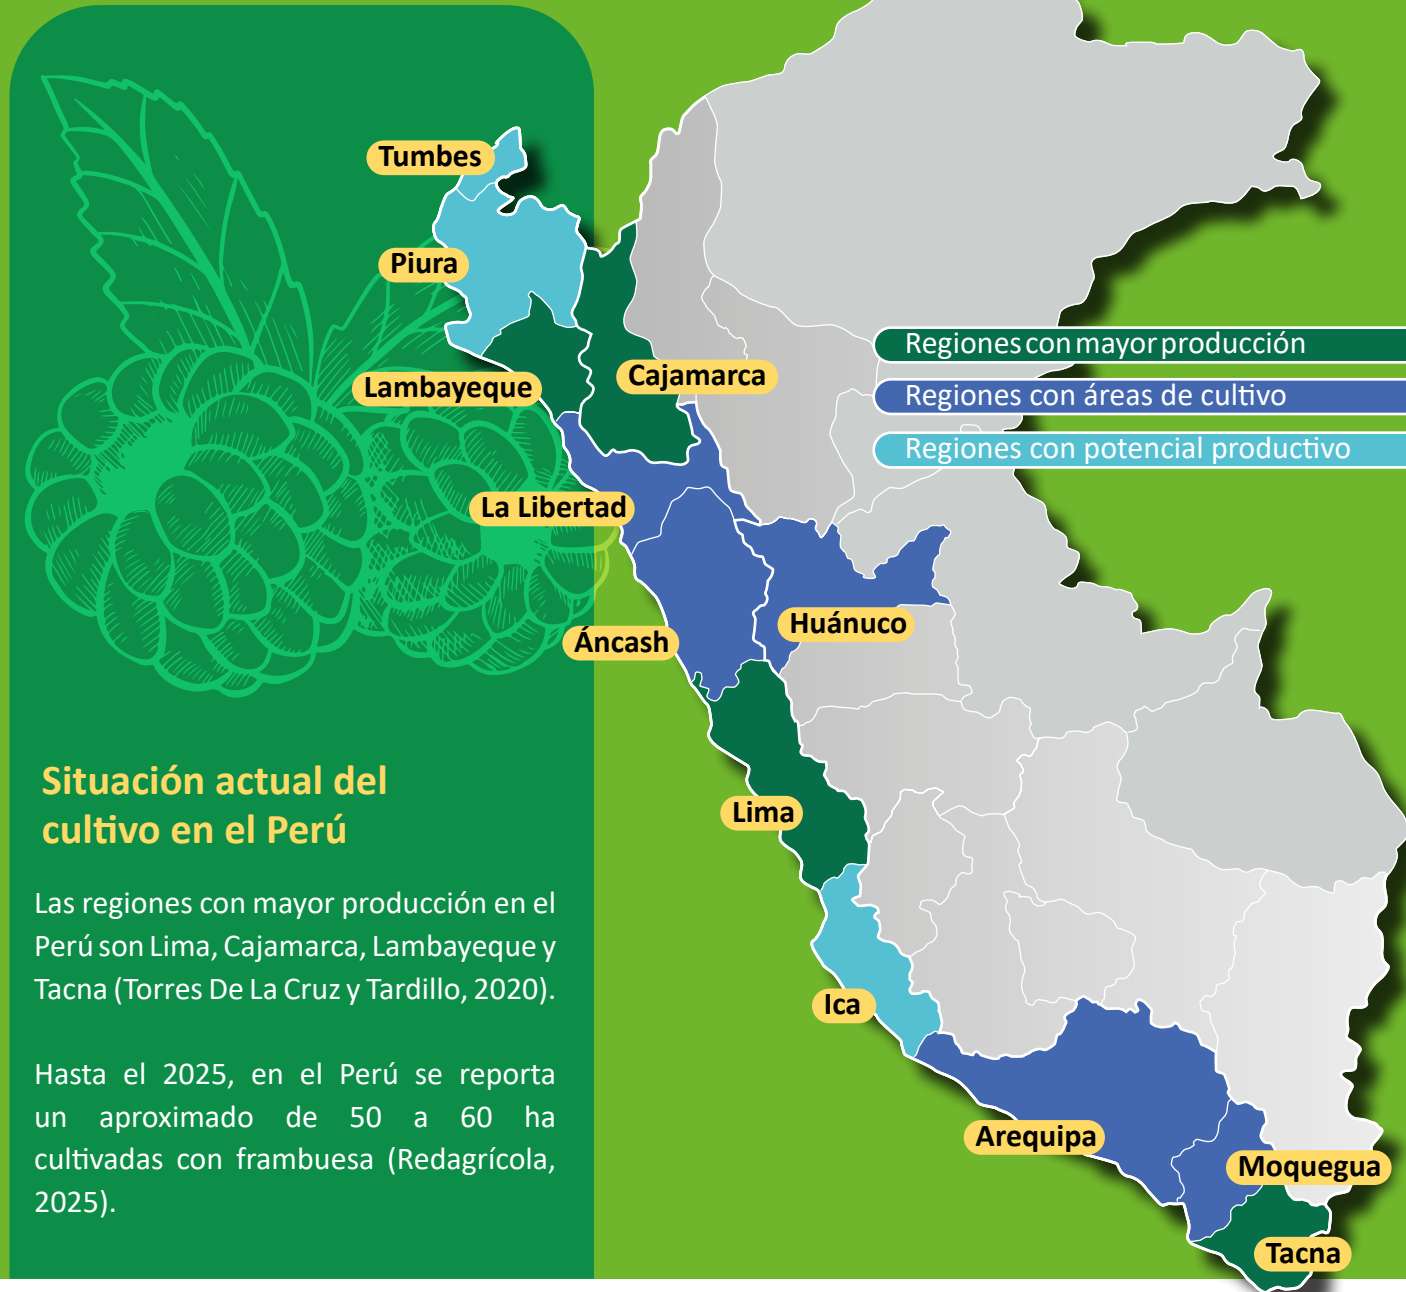 Tumbes
Piura
Lambayeque
Cajamarca
Regiones con mayor producción
Regiones con áreas de cultivo
Regiones con potencial productivo
La Libertad
Áncash
Huánuco
Lima
Ica
Arequipa
Moquegua
Tacna
Situación actual del
cultivo en el Perú
Las regiones con mayor producción en el
Perú son Lima, Cajamarca, Lambayeque y
Tacna (Torres De La Cruz y Tardillo, 2020).
Hasta el 2025, en el Perú se reporta
un aproximado de 50 a 60 ha
cultivadas con frambuesa (Redagrícola,
2025).